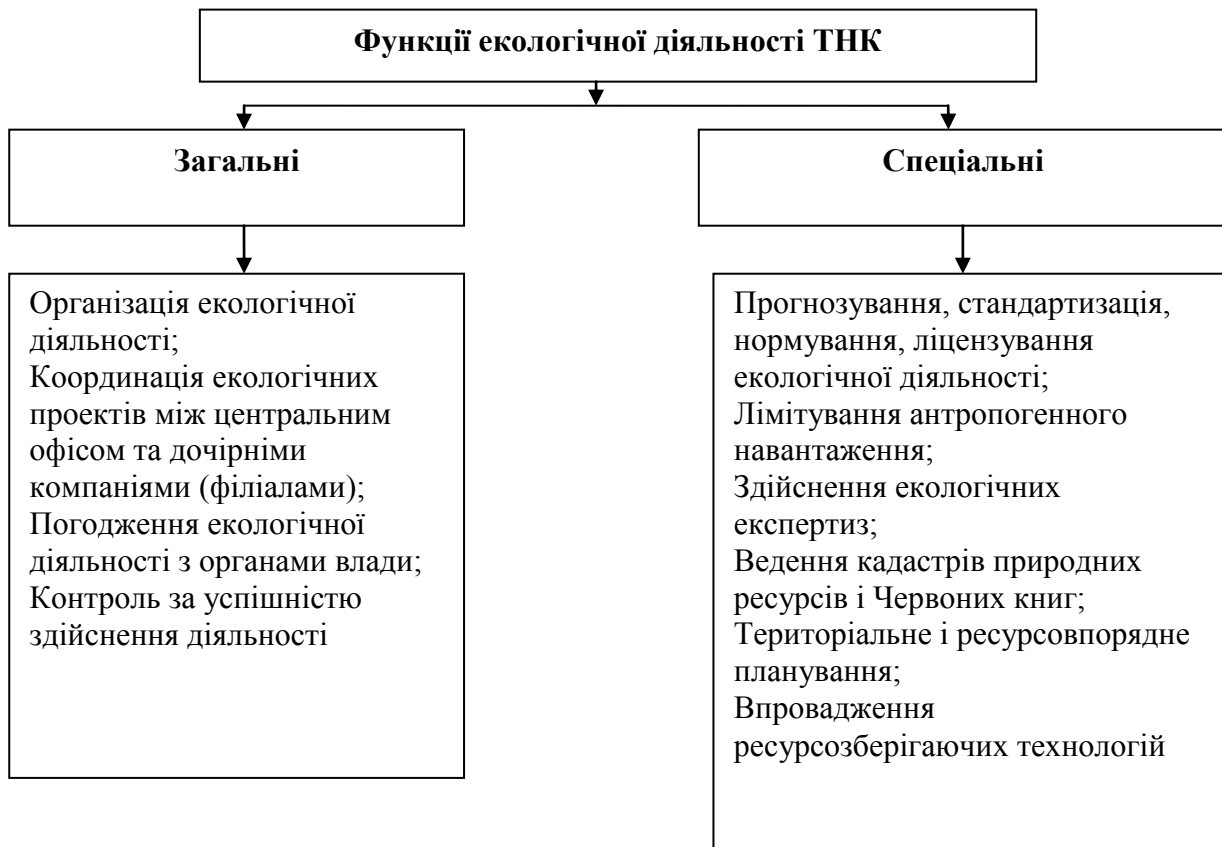 Функції екологічної діяльності ТНК
Загальні
Організація екологічної
діяльності;
Координація екологічних
проектів між центральним
офісом та дочірніми
компаніями (філіалами);
Погодження екологічної
діяльності з органами влади;
Контроль за успішністю
здійснення діяльності
Спеціальні
Прогнозування, стандартизація,
нормування, ліцензування
екологічної діяльності;
Лімітування антропогенного
навантаження;
Здійснення екологічних
експертиз;
Ведення кадастрів природних
ресурсів і Червоних книг;
Територіальне і ресурсовпорядне
планування;
Впровадження
ресурсозберігаючих технологій